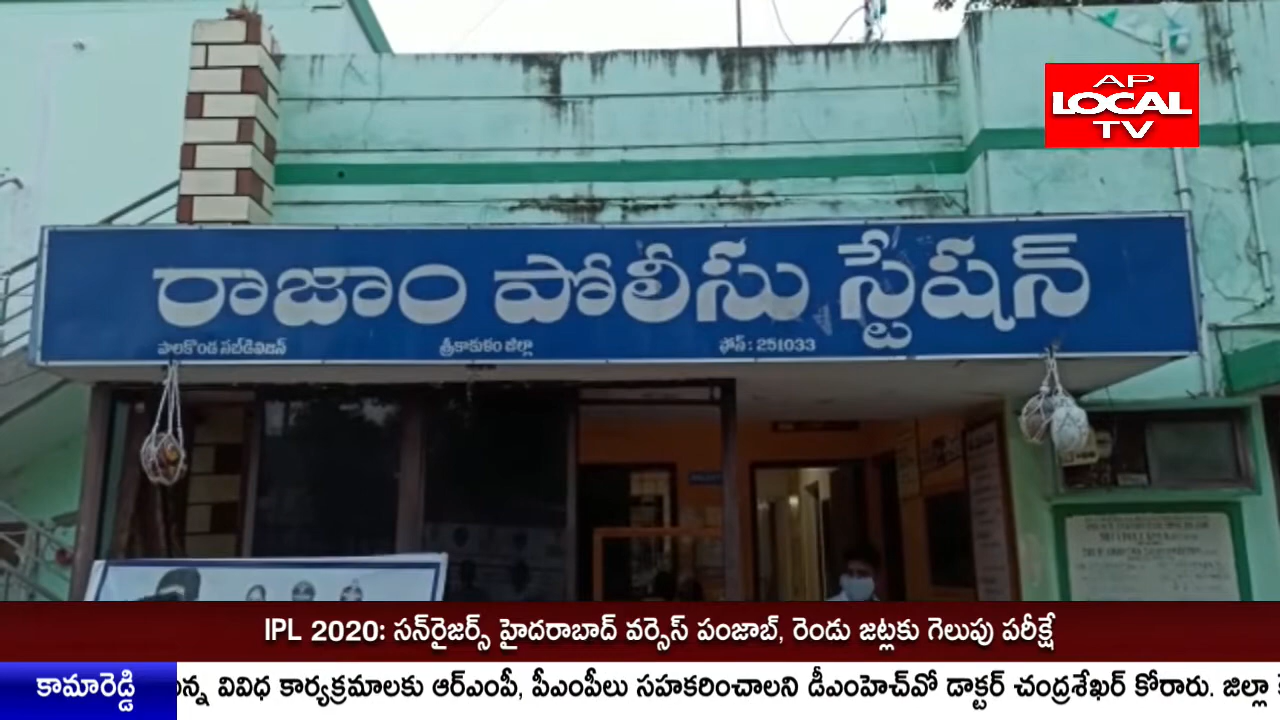 AP
LOCAL
TV
రాజాం పోలీసు స్టేషన్
పాలకొండ సబ్‌డివిజన్ శ్రీకాకుళం జిల్లా ఫోన్ : 251033
IPL 2020: సన్‌రైజర్స్ హైదరాబాద్ వర్సెస్ పంజాబ్, రెండు జట్లకు గెలుపు పరీక్షే
కామారెడ్డి వివిధ కార్యక్రమాలకు ఆర్ఎంపీ, పీఎంపీలు సహకరించాలని డీఎంహెచ్‌వో డాక్టర్ చంద్రశేఖర్ కోరారు. జిల్లా